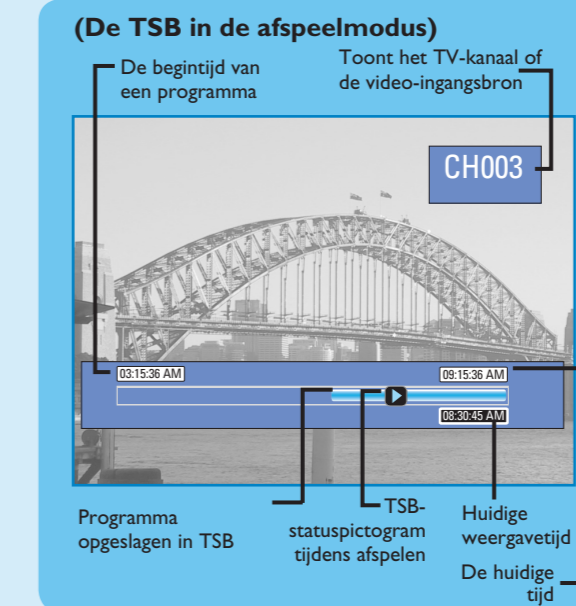 (De TSB in de afspeelmodus)
De begintijd van
een programma
Toont het TV-kanaal of
de video-ingangsbron
CH003
03:15:36 AM
09:15:36 AM
08:30:45 AM
Programma
opgeslagen in TSB
TSB-
statuspictogram
tijdens afspelen
Huidige
weergavetijd
De huidige
tijd